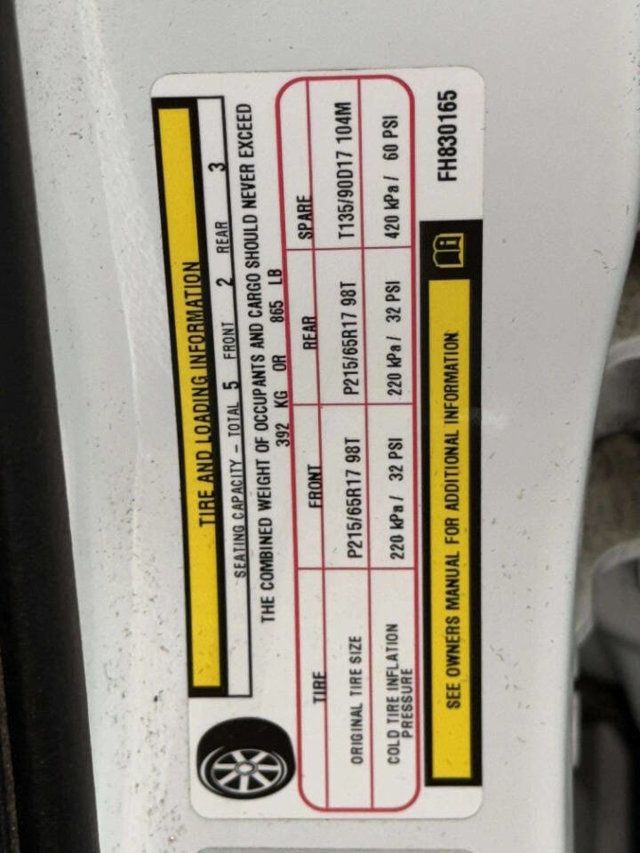 TIRE AND LOADING INFORMATION
SEATING CAPACITY – TOTAL 5 FRONT 2 REAR 3
THE COMBINED WEIGHT OF OCCUPANTS AND CARGO SHOULD NEVER EXCEED
392 KG OR 865 LB
TIRE FRONT REAR SPARE
ORIGINAL TIRE SIZE P215/65R17 98T P215/65R17 98T T135/90D17 104M
COLD TIRE INFLATION
PRESSURE 220 kPa / 32 PSI 220 kPa / 32 PSI 420 kPa / 60 PSI
SEE OWNERS MANUAL FOR ADDITIONAL INFORMATION
FH830165